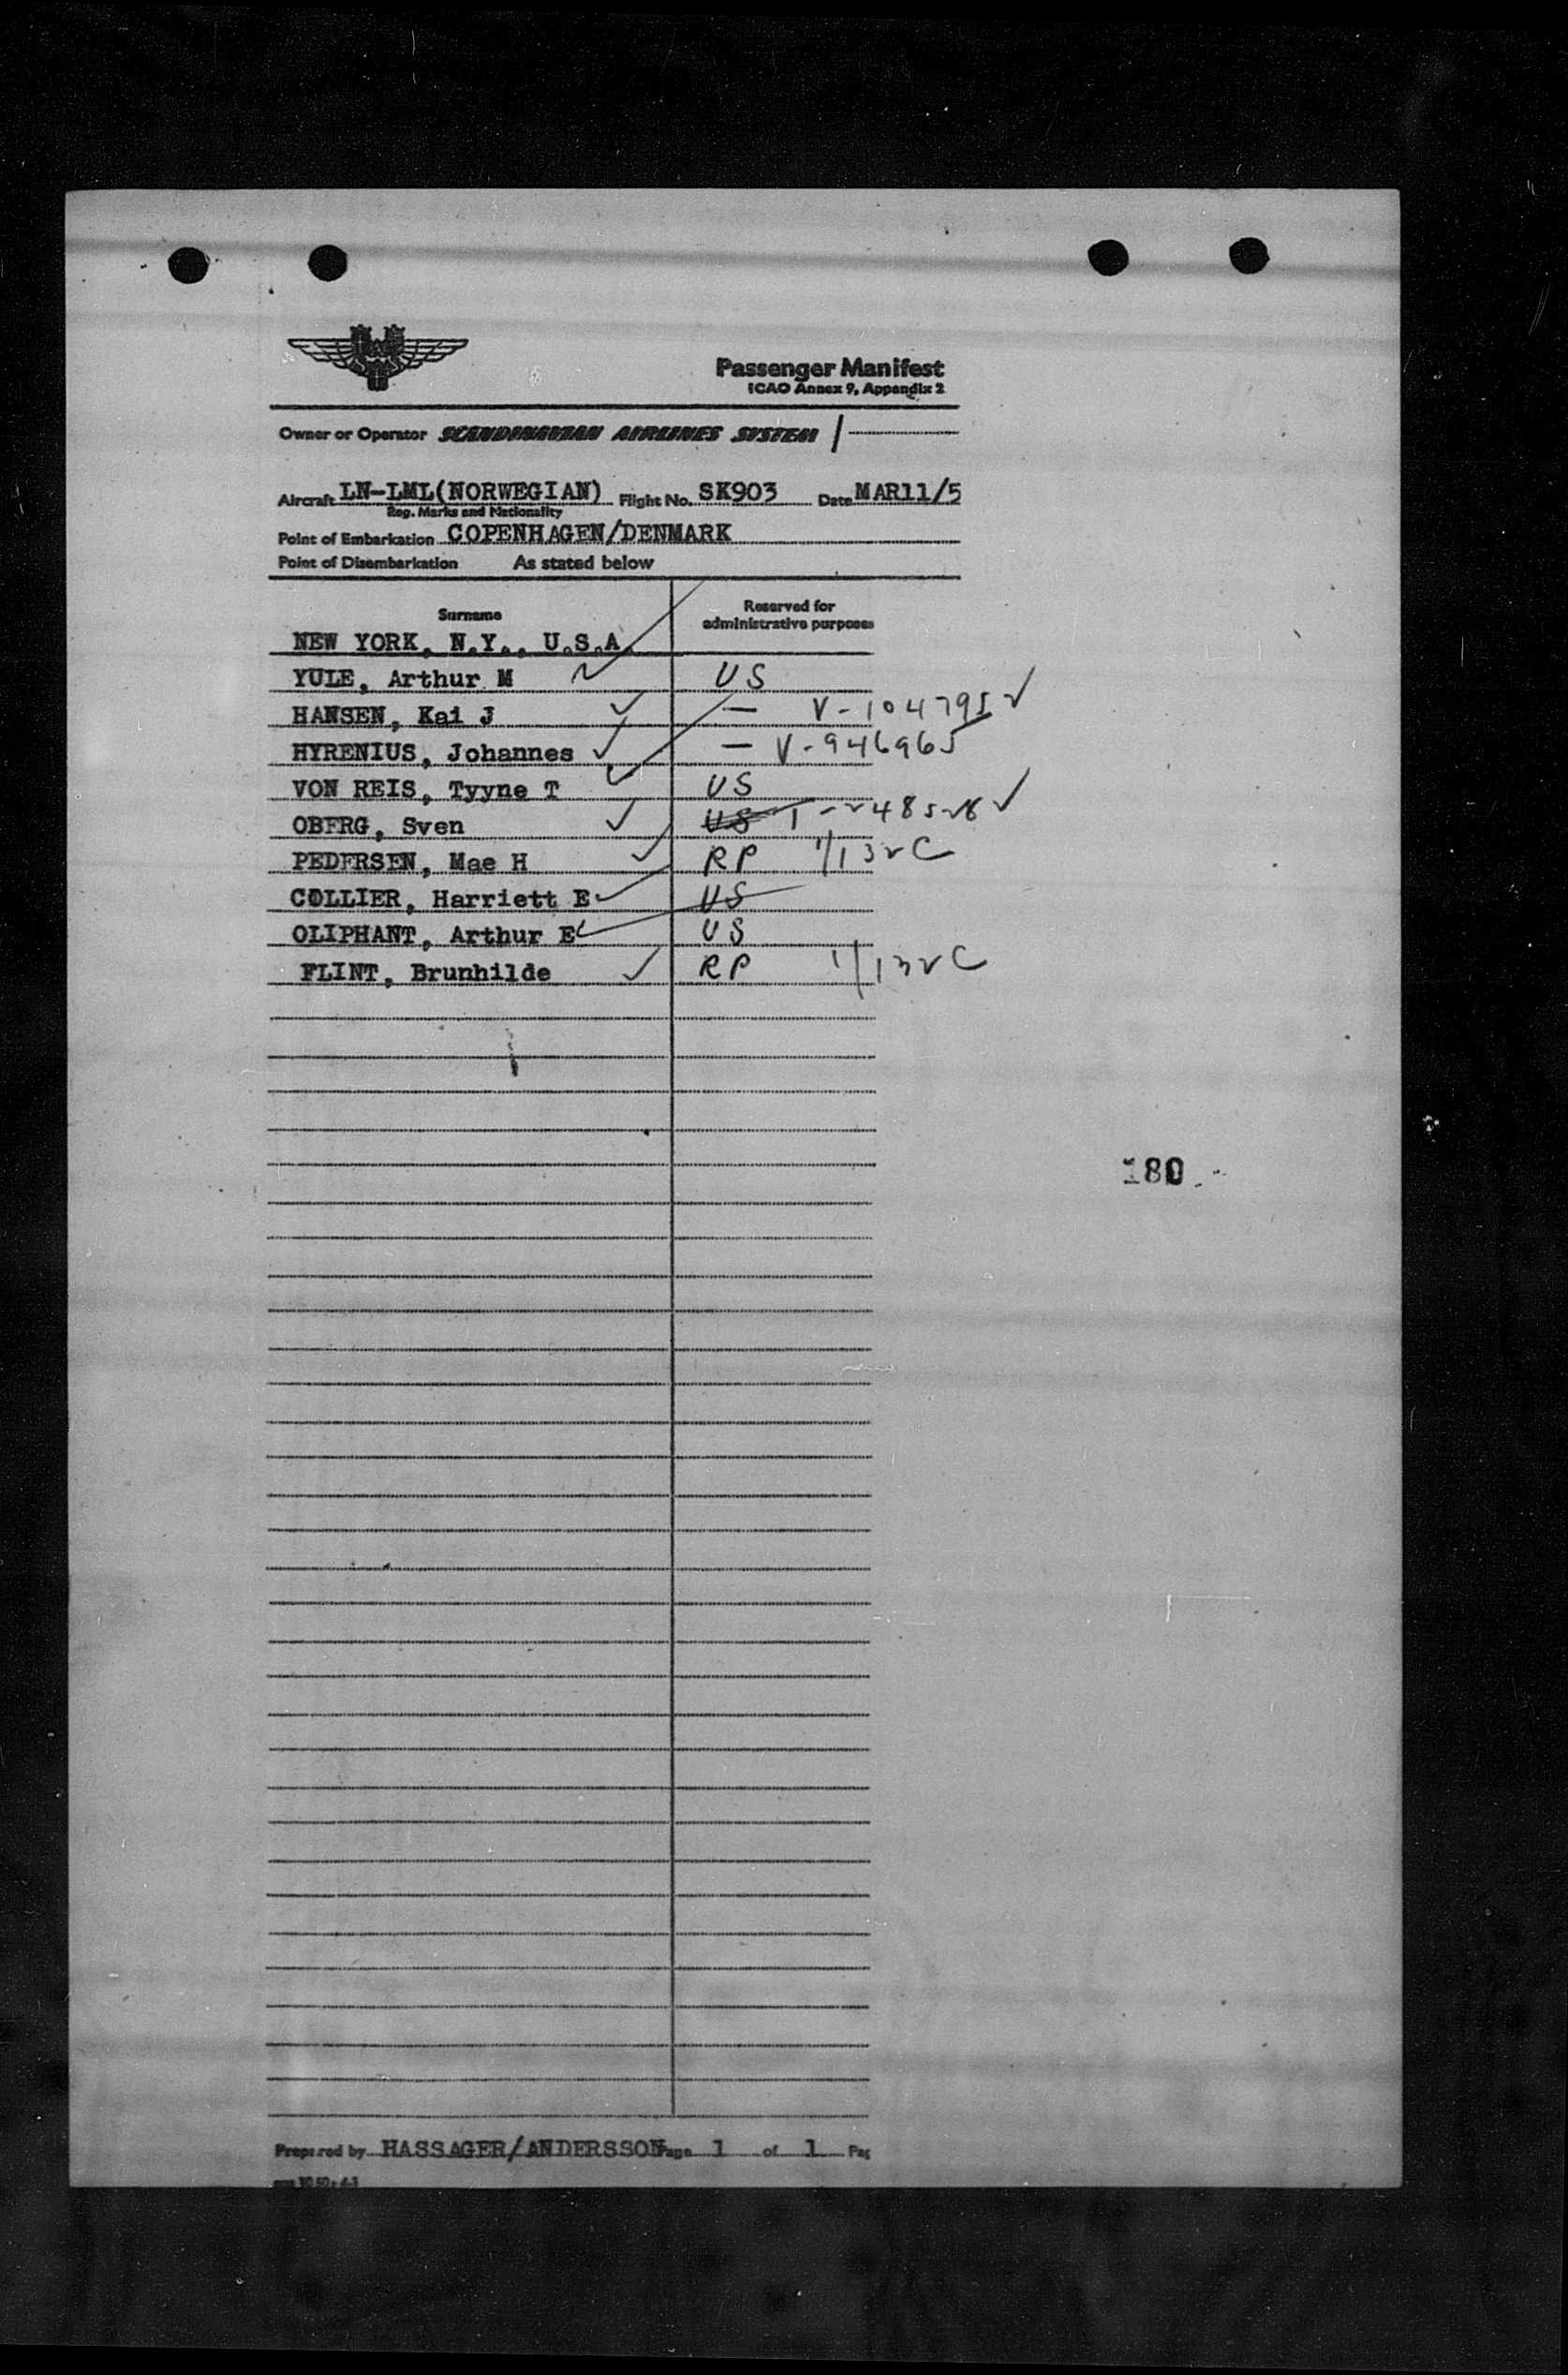 Passenger Manifest
ICAO Annex 9, Appendix 2
Owner or Operator SCANDINAVIAN AIRLINES SYSTEM
Aircraft LN-LML(NORWEGIAN) Flight No. SK903 Date MAR11/5
Reg. Marks and Nationality
Point of Embarkation COPENHAGEN/DENMARK
Point of Disembarkation As stated below
Surname Reserved for administrative purposes
NEW YORK, N.Y., U.S.A.
YULE, Arthur M US
HANSEN, Kai J — V-1047951
HYRENIUS, Johannes — V-946965
VON REIS, Tyyne T US
OBERG, Sven US
PEDERSEN, Mae H RP
COLLIER, Harriett E US
OLIPHANT, Arthur E US
FLINT, Brunhilde RP
180
Prepared by HASSAGER/ANDERSSON Page 1 of 1 Pag